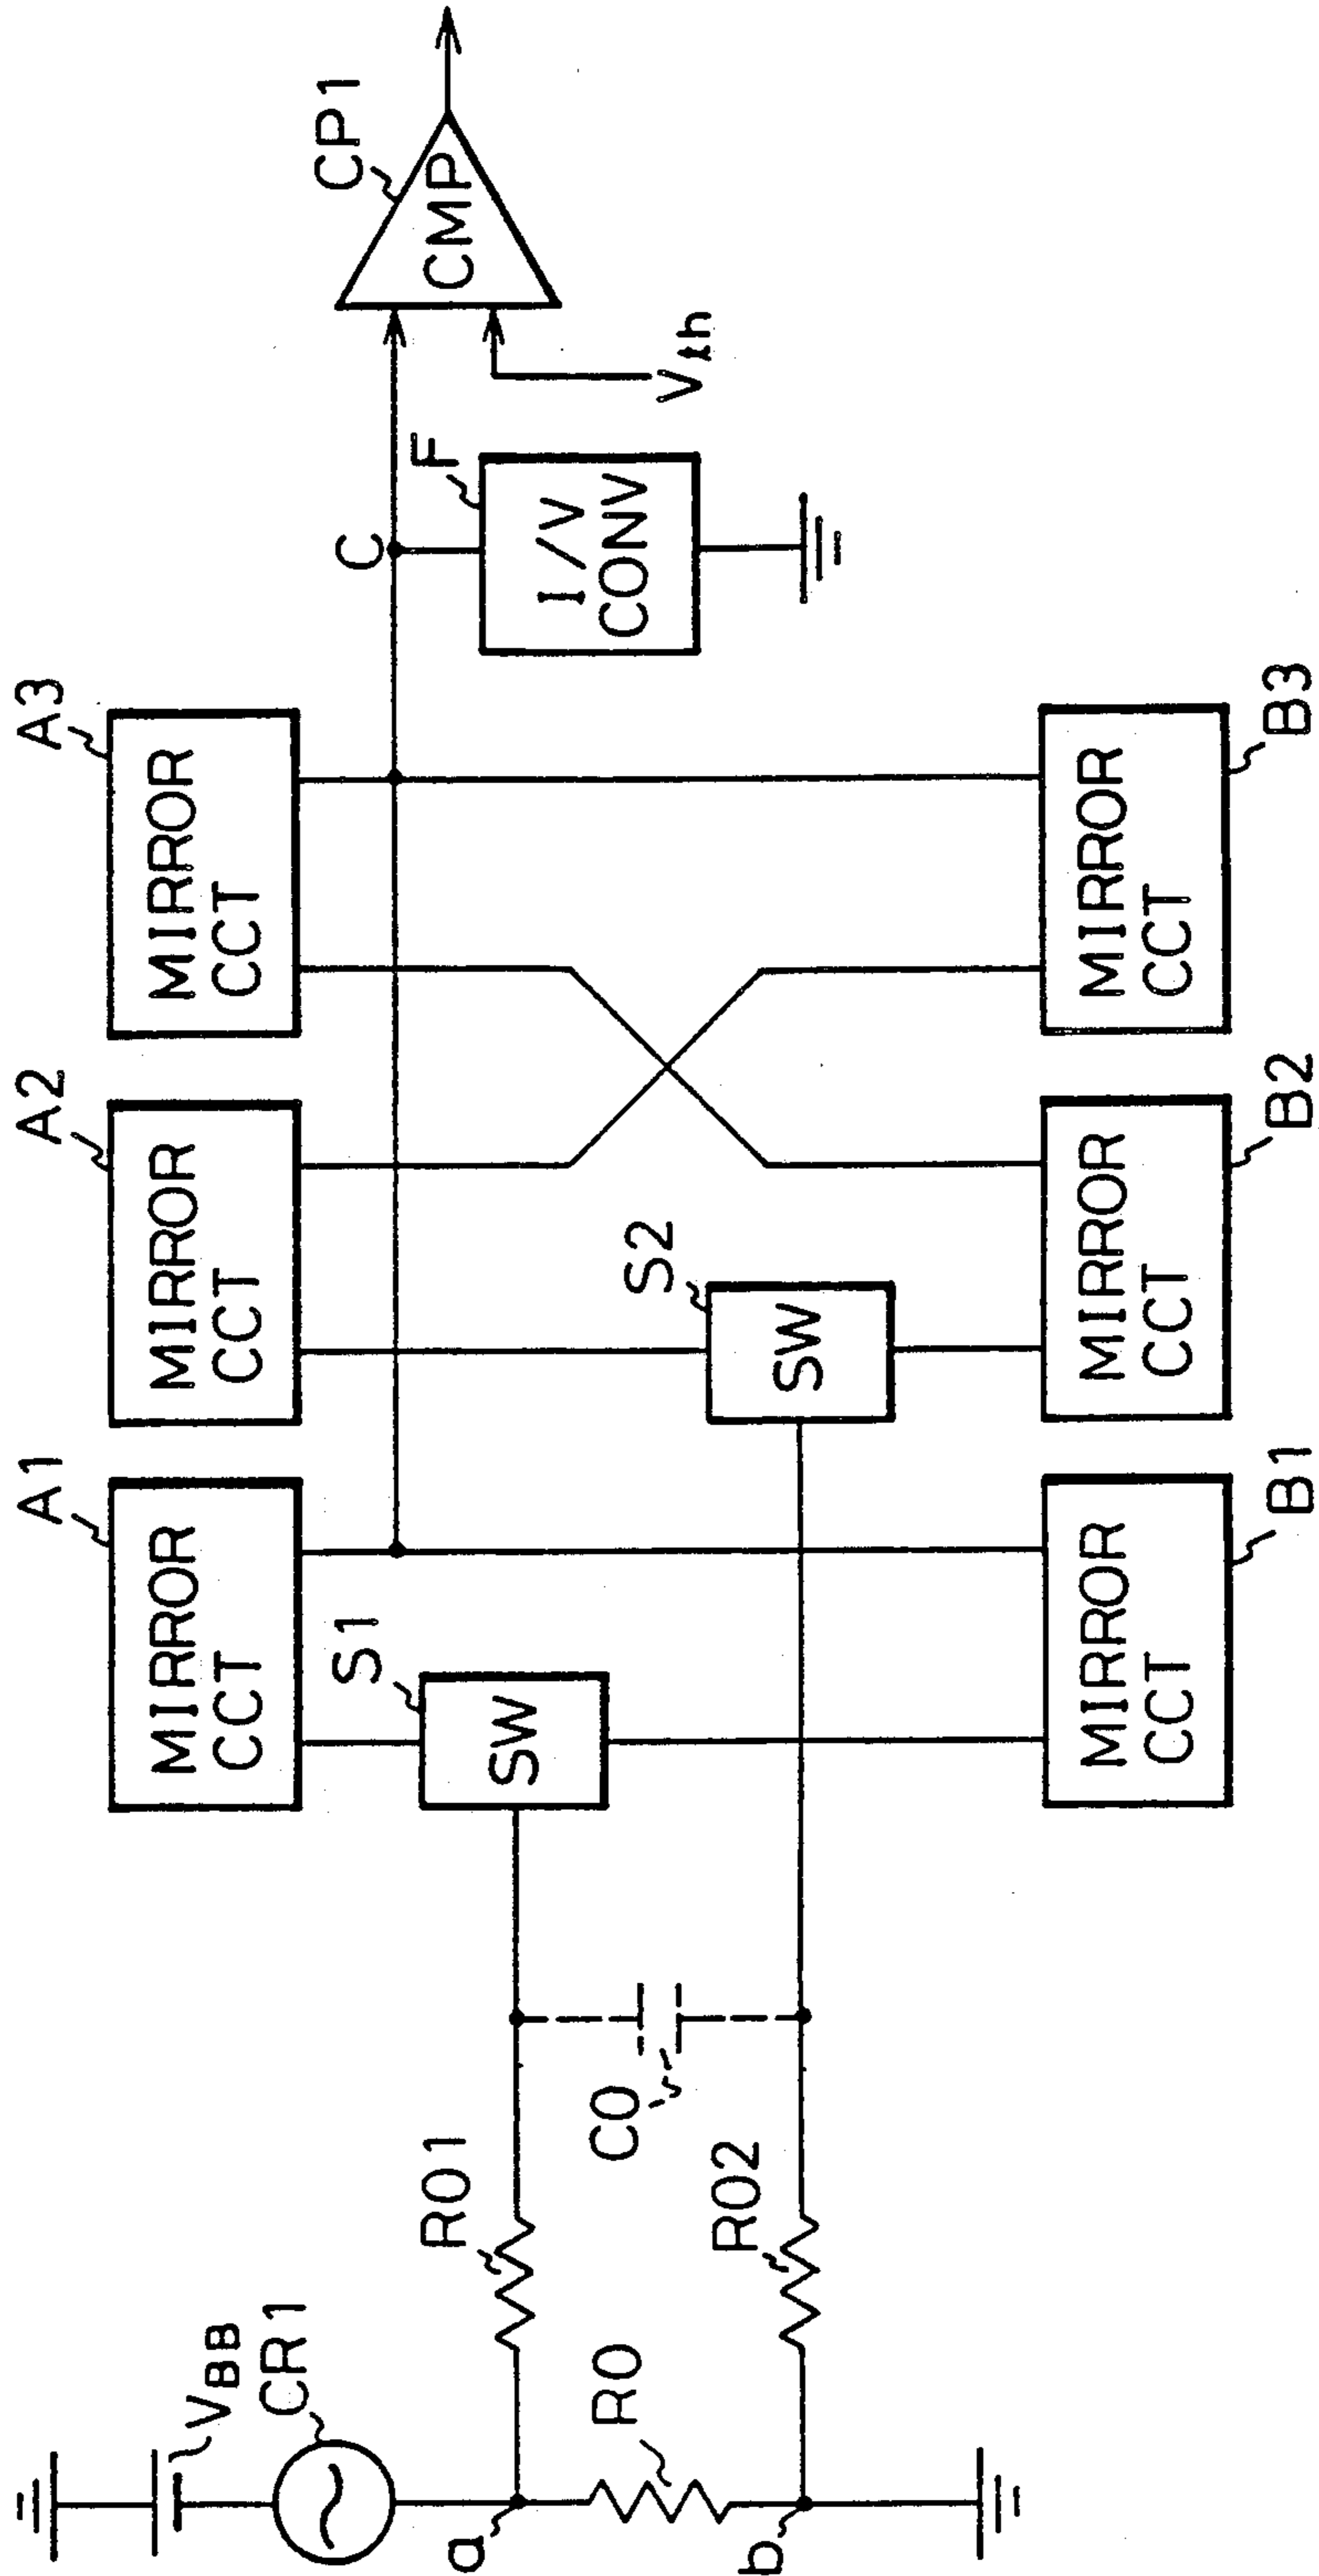 A1
A2
A3
MIRROR
CCT
MIRROR
CCT
MIRROR
CCT
VBB
CR1
S1
SW
C
F
I/V
CONV
CP1
CMP
Vth
a
R01
R0
C0
S2
SW
b
R02
MIRROR
CCT
MIRROR
CCT
MIRROR
CCT
B1
B2
B3